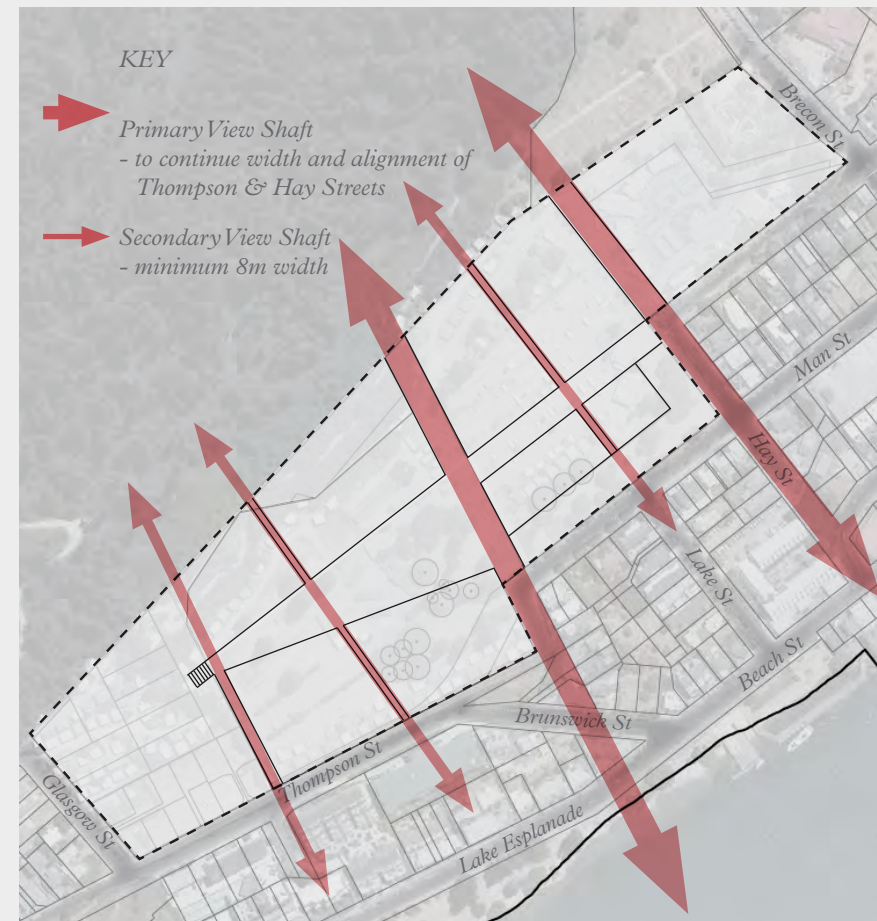 KEY
Primary View Shaft
- to continue width and alignment of
Thompson & Hay Streets
Secondary View Shaft
- minimum 8m width
Brecon St
Man St
Hay St
Lake St
Beach St
Brunswick St
Thompson St
Lake Esplanade
Glasgow St